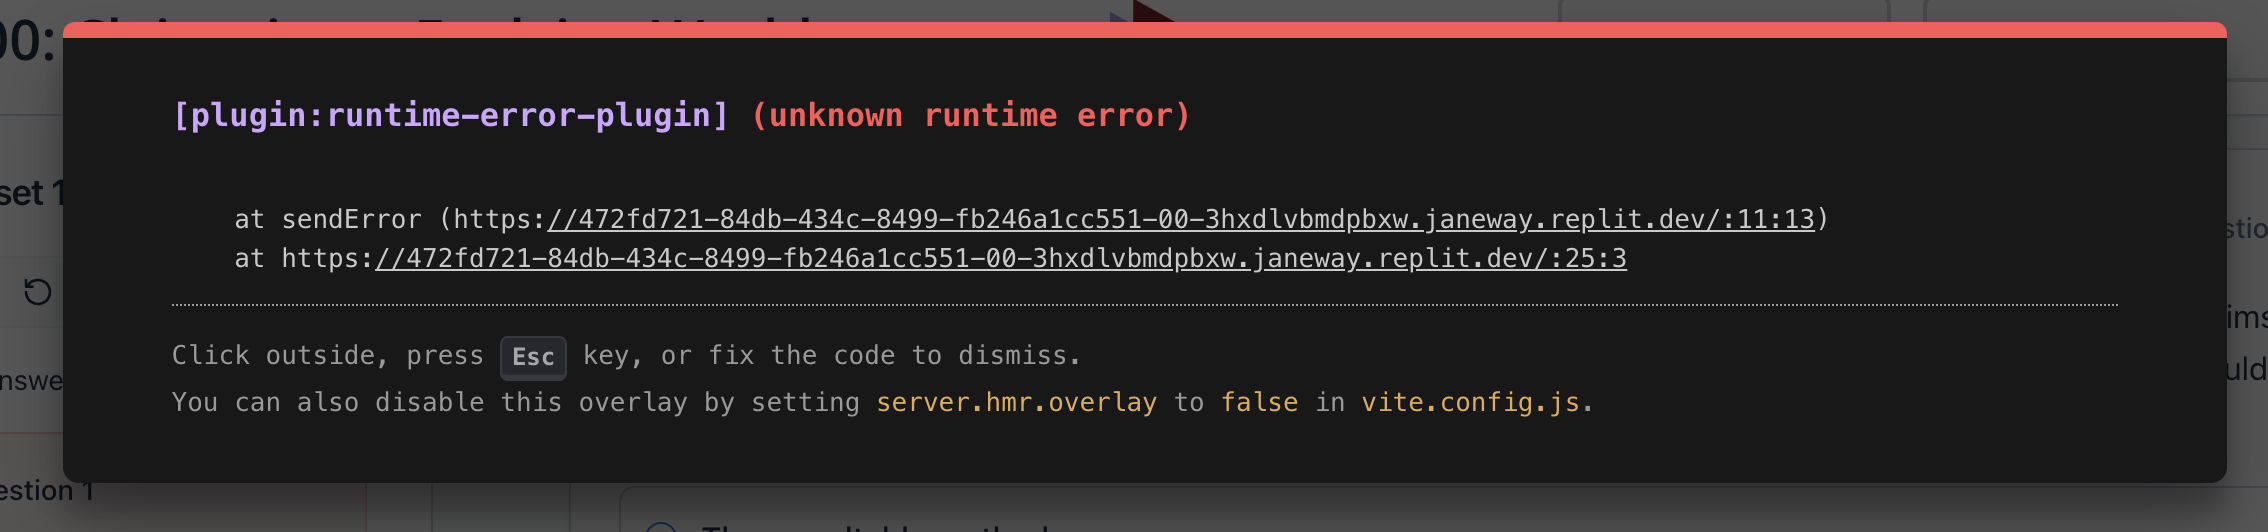 00:
[plugin:runtime-error-plugin] (unknown runtime error)
set 1
at sendError (https://472fd721-84db-434c-8499-fb246a1cc551-00-3hxdlvbmdpbxw.janeway.replit.dev/:11:13)
at https://472fd721-84db-434c-8499-fb246a1cc551-00-3hxdlvbmdpbxw.janeway.replit.dev/:25:3
stio
ims
Click outside, press Esc key, or fix the code to dismiss.
uld
nswe
You can also disable this overlay by setting server.hmr.overlay to false in vite.config.js.
estion 1